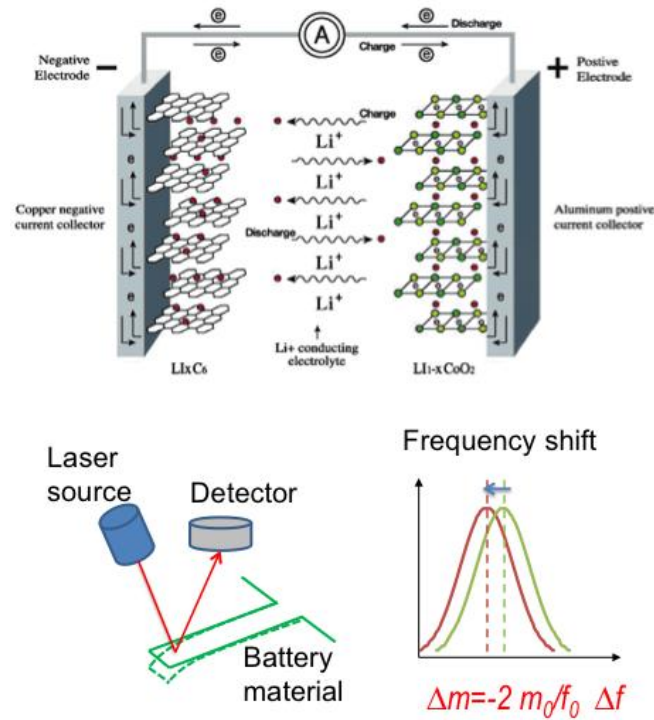 e
Discharge
A
Charge
e
Negative
Electrode
−
+
Postive
Electrode
Charge
Li+
Li+
Li+
Discharge
Li+
Li+
Li+
e
e
e
e
e
e
Copper negative
current collector
Aluminum postive
current collector
Li+ conducting
electrolyte
LIxC6
LI1-xCoO2
Laser
source
Detector
Battery
material
Frequency shift
Δm=-2 m0/f0 Δf